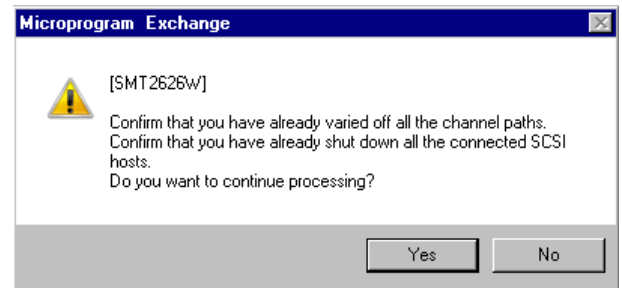 Microprogram Exchange
[SMT2626W]
Confirm that you have already varied off all the channel paths.
Confirm that you have already shut down all the connected SCSI
hosts.
Do you want to continue processing?
Yes
No